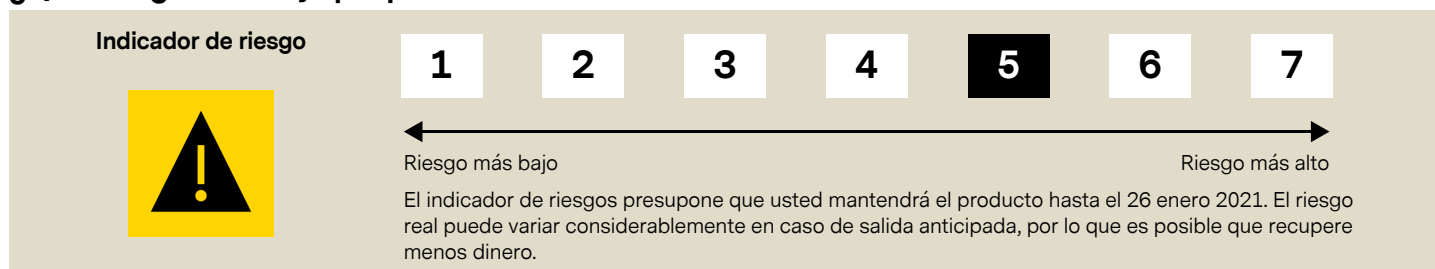 Indicador de riesgo
1 2 3 4 5 6 7
Riesgo más bajo Riesgo más alto
El indicador de riesgos presupone que usted mantendrá el producto hasta el 26 enero 2021. El riesgo
real puede variar considerablemente en caso de salida anticipada, por lo que es posible que recupere
menos dinero.